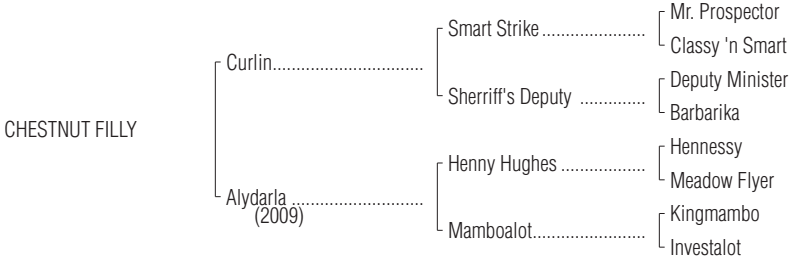 Mr. Prospector
Smart Strike ......................
Classy 'n Smart
Curlin................................
Deputy Minister
Sherriff's Deputy ..............
Barbarika
CHESTNUT FILLY
Hennessy
Henny Hughes ..................
Meadow Flyer
Alydarla ............................
(2009)
Kingmambo
Mamboalot........................
Investalot